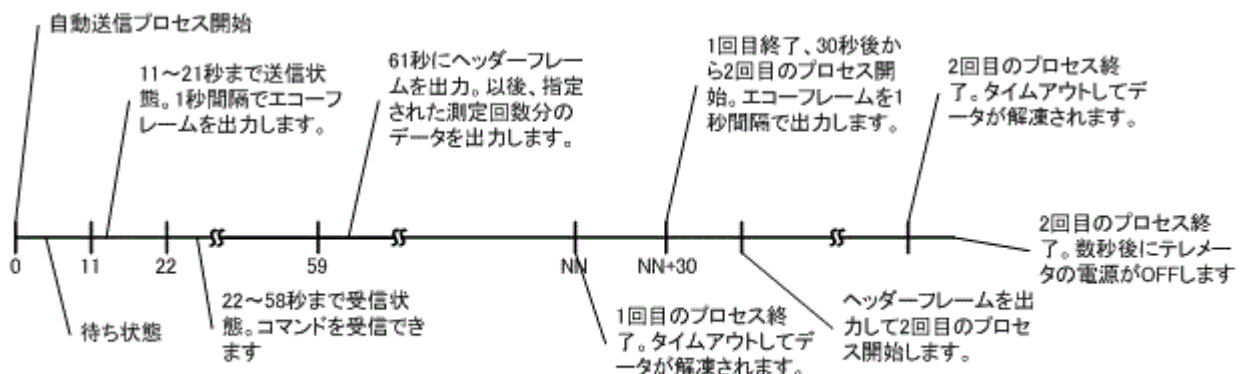 自動送信プロセス開始
11～21秒まで送信状
態。1秒間隔でエコーフ
レームを出力します。
61秒にヘッダーフレー
ムを出力。以後、指定
された測定回数分の
データを出力します。
1回目終了、30秒後か
ら2回目のプロセス開
始。エコーフレームを1
秒間隔で出力します。
2回目のプロセス終
了。タイムアウトしてデ
ータが解凍されます。
2回目のプロセス終
了。数秒後にテレメー
タの電源がOFFします
0
11
22
59
NN
NN+30
待ち状態
22～58秒まで受信状
態。コマンドを受信でき
ます
1回目のプロセス終
了。タイムアウトしてデ
ータが解凍されます。
ヘッダーフレームを出
力して2回目のプロセ
ス開始します。